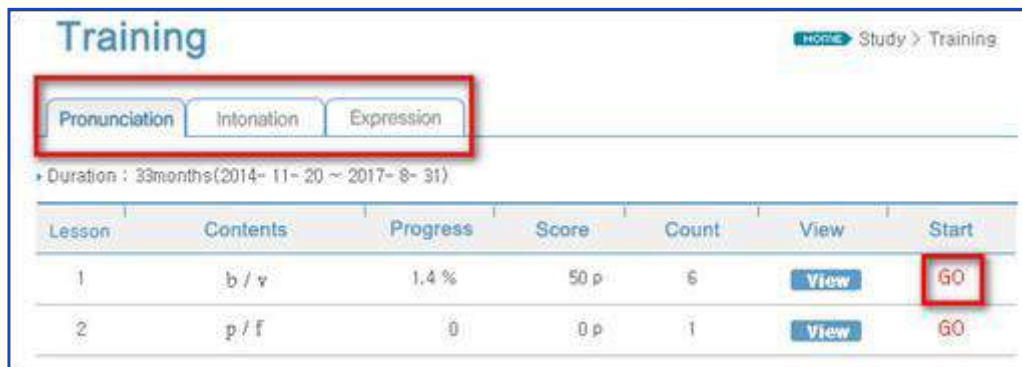 Training
HOME Study > Training
Pronunciation Intonation Expression
Duration : 33months(2014- 11- 20 ~ 2017- 8- 31)
Lesson Contents Progress Score Count View Start
1 b / v 1.4 % 50 p 6 View GO
2 p / f 0 0 p 1 View GO